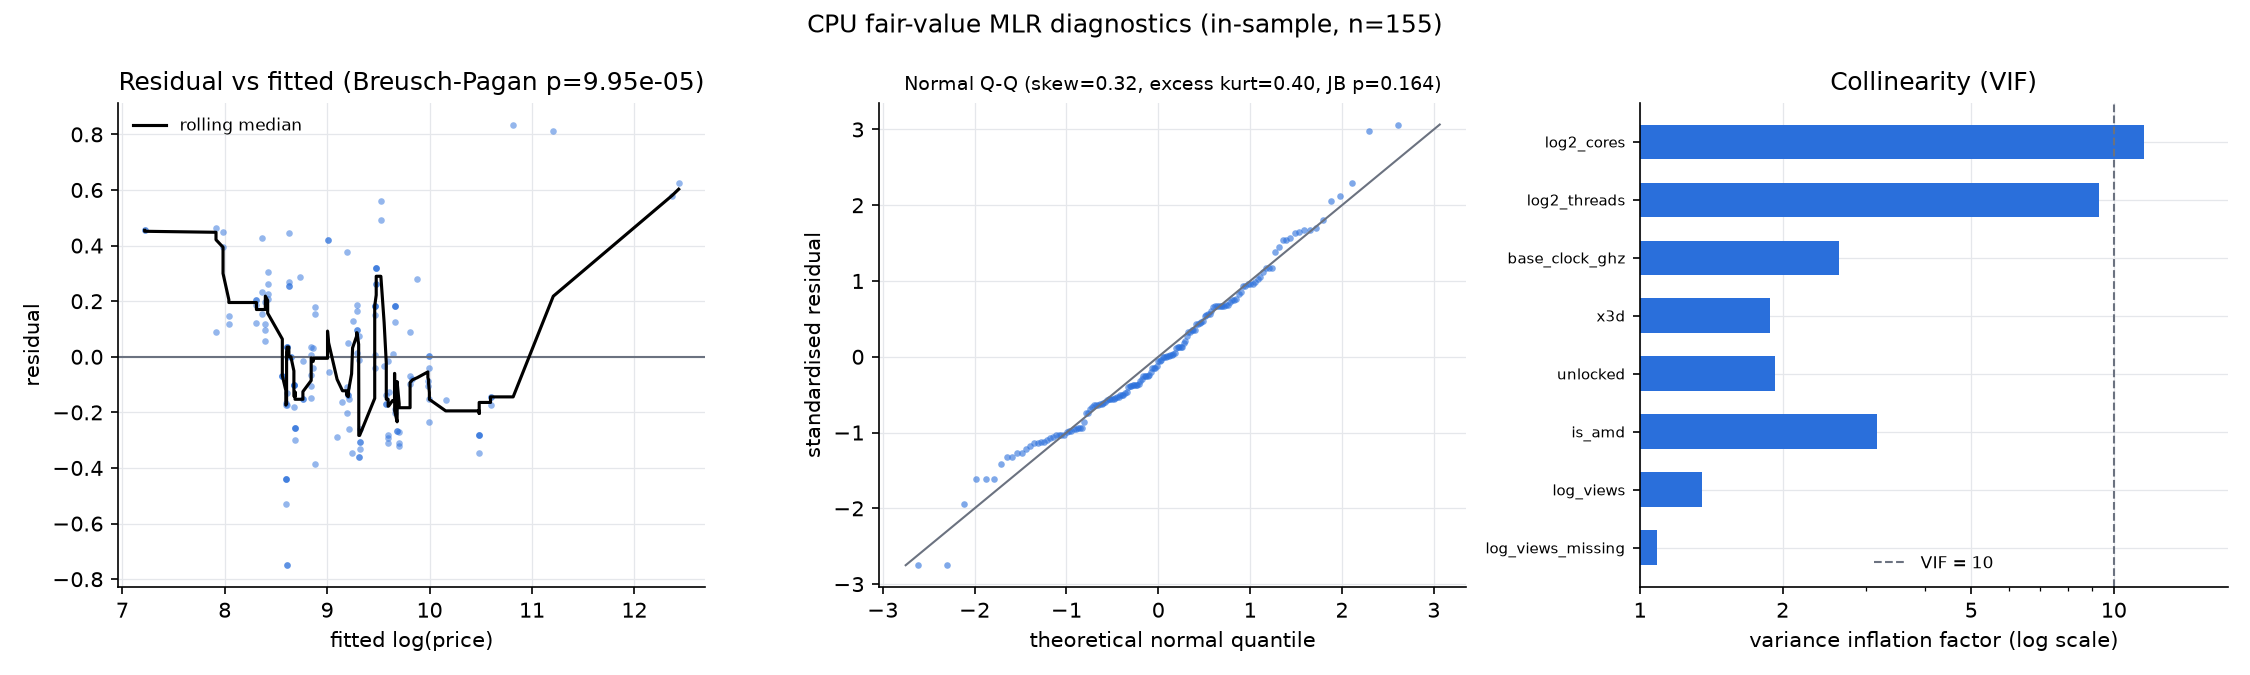 CPU fair-value MLR diagnostics (in-sample, n=155)
Residual vs fitted (Breusch-Pagan p=9.95e-05)
rolling median
0.8
0.6
0.4
0.2
0.0
−0.2
−0.4
−0.6
−0.8
residual
7 8 9 10 11 12
fitted log(price)
Normal Q-Q (skew=0.32, excess kurt=0.40, JB p=0.164)
3
2
1
0
−1
−2
−3
standardised residual
−3 −2 −1 0 1 2 3
theoretical normal quantile
Collinearity (VIF)
log2_cores
log2_threads
base_clock_ghz
x3d
unlocked
is_amd
log_views
log_views_missing
VIF = 10
1 2 5 10
variance inflation factor (log scale)